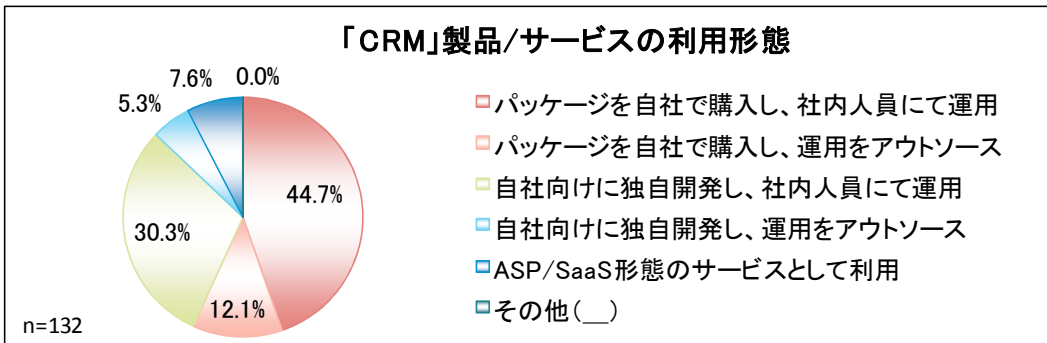 「CRM」製品/サービスの利用形態
7.6%
0.0%
5.3%
44.7%
30.3%
12.1%
n=132
パッケージを自社で購入し、社内人員にて運用
パッケージを自社で購入し、運用をアウトソース
自社向けに独自開発し、社内人員にて運用
自社向けに独自開発し、運用をアウトソース
ASP/SaaS形態のサービスとして利用
その他(__)